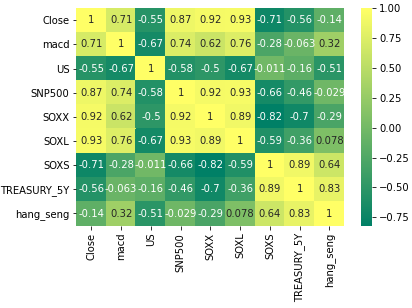 Close 1 0.71 -0.55 0.87 0.92 0.93 -0.71 -0.56 -0.14
macd 0.71 1 -0.67 0.74 0.62 0.76 -0.28 -0.063 0.32
US -0.55 -0.67 1 -0.58 -0.5 -0.67 -0.011 -0.16 -0.51
SNP500 0.87 0.74 -0.58 1 0.92 0.93 -0.66 -0.46 -0.029
SOXX 0.92 0.62 -0.5 0.92 1 0.89 -0.82 -0.7 -0.29
SOXL 0.93 0.76 -0.67 0.93 0.89 1 -0.59 -0.36 0.078
SOXS -0.71 -0.28 -0.011 -0.66 -0.82 -0.59 1 0.89 0.64
TREASURY_5Y -0.56 -0.063 -0.16 -0.46 -0.7 -0.36 0.89 1 0.83
hang_seng -0.14 0.32 -0.51 -0.029 -0.29 0.078 0.64 0.83 1
Close macd US SNP500 SOXX SOXL SOXS TREASURY_5Y hang_seng
1.00
0.75
0.50
0.25
0.00
-0.25
-0.50
-0.75